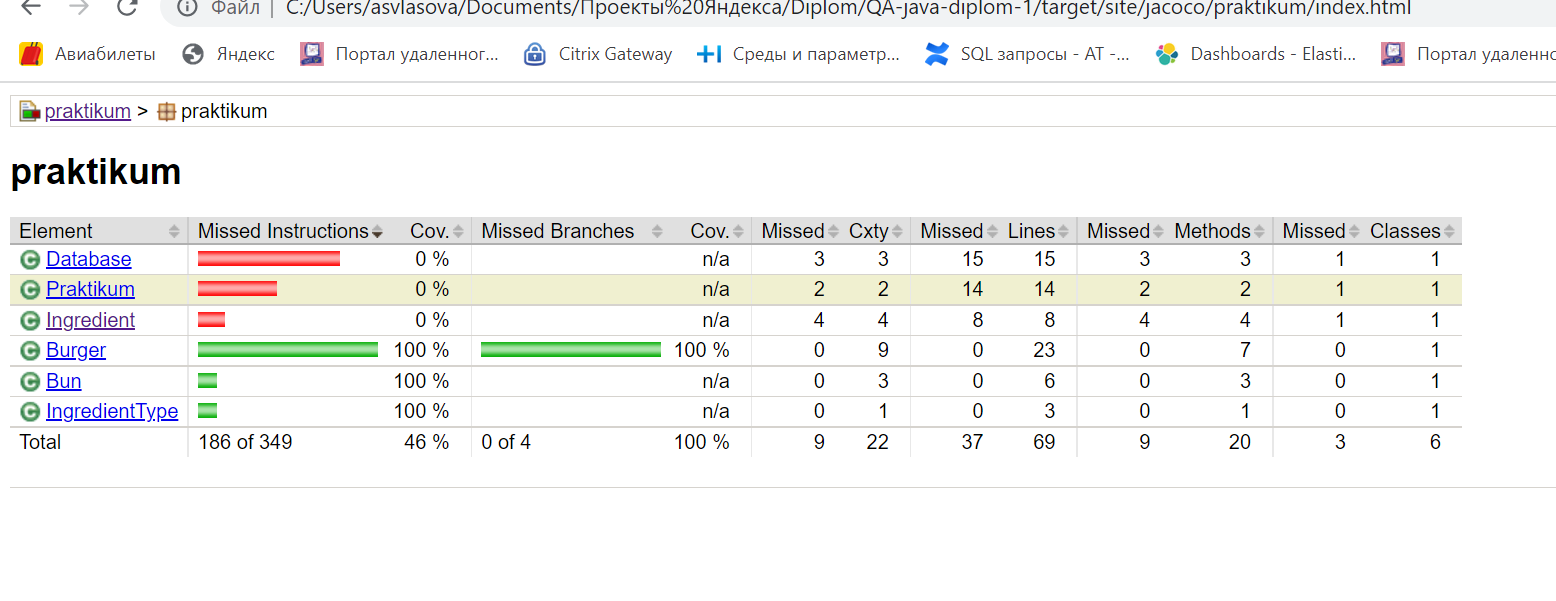 Файл | C:/Users/asvlasova/Documents/Проекты%20Яндекса/Diplom/QA-java-diplom-1/target/site/jacoco/praktikum/index.html
Авиабилеты Яндекс Портал удаленног... Citrix Gateway Среды и параметр... SQL запросы - АТ -... Dashboards - Elasti... Портал удаленно
praktikum > praktikum
praktikum
Element Missed Instructions Cov. Missed Branches Cov. Missed Cxty Missed Lines Missed Methods Missed Classes
Database 0 % n/a 3 3 15 15 3 3 1 1
Praktikum 0 % n/a 2 2 14 14 2 2 1 1
Ingredient 0 % n/a 4 4 8 8 4 4 1 1
Burger 100 % 100 % 0 9 0 23 0 7 0 1
Bun 100 % n/a 0 3 0 6 0 3 0 1
IngredientType 100 % n/a 0 1 0 3 0 1 0 1
Total 186 of 349 46 % 0 of 4 100 % 9 22 37 69 9 20 3 6